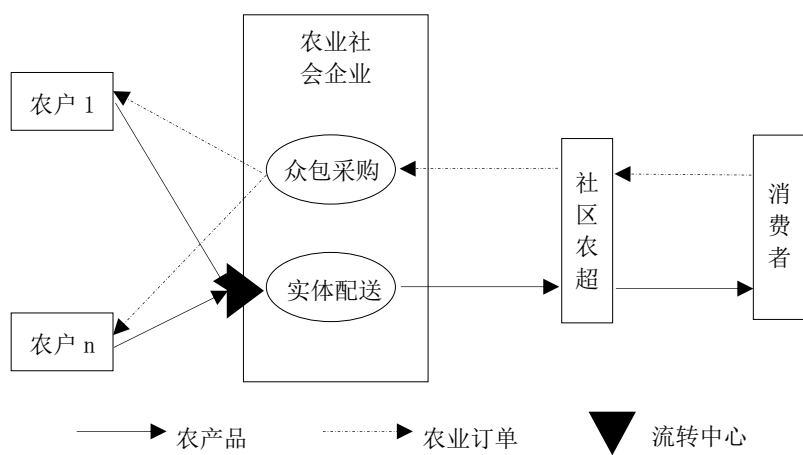 农业社
会企业
农户 1
众包采购
社区农超
消费者
实体配送
农户 n
农产品
农业订单
流转中心